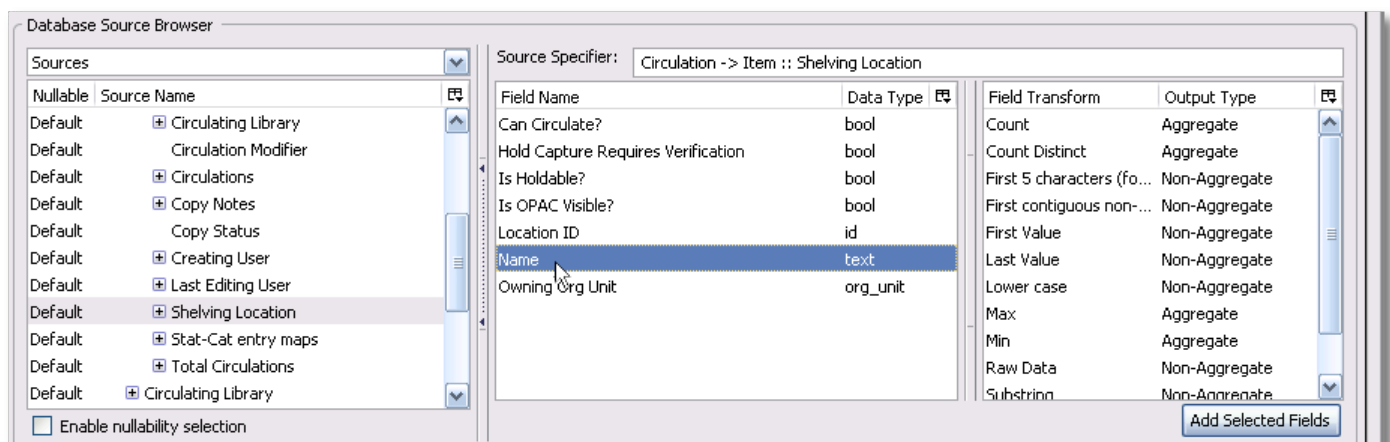 Database Source Browser
Sources
Nullable Source Name
Default Circulating Library
Default Circulation Modifier
Default Circulations
Default Copy Notes
Default Copy Status
Default Creating User
Default Last Editing User
Default Shelving Location
Default Stat-Cat entry maps
Default Total Circulations
Default Circulating Library
Enable nullability selection
Source Specifier: Circulation -> Item :: Shelving Location
Field Name Data Type
Can Circulate? bool
Hold Capture Requires Verification bool
Is Holdable? bool
Is OPAC Visible? bool
Location ID id
Name text
Owning Org Unit org_unit
Field Transform Output Type
Count Aggregate
Count Distinct Aggregate
First 5 characters (fo... Non-Aggregate
First contiguous non-... Non-Aggregate
First Value Non-Aggregate
Last Value Non-Aggregate
Lower case Non-Aggregate
Max Aggregate
Min Aggregate
Raw Data Non-Aggregate
Substring Non-Aggregate
Add Selected Fields